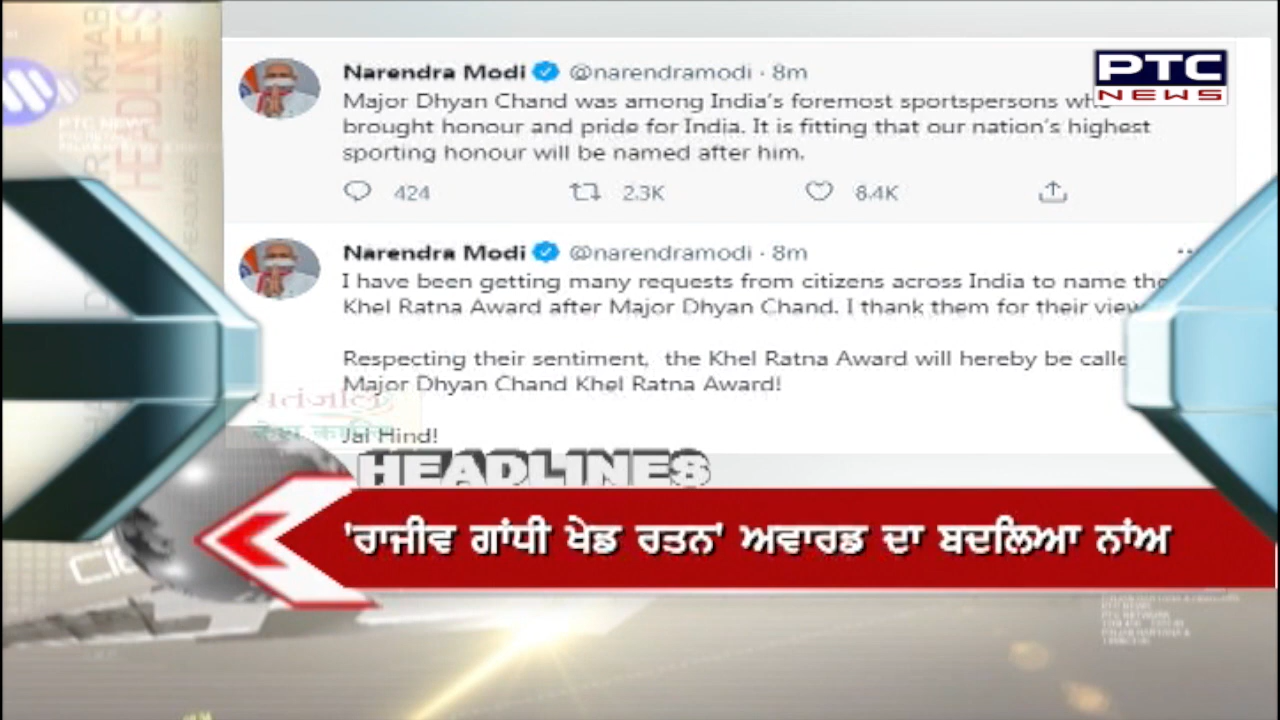 PTC
NEWS
Narendra Modi @narendramodi · 8m
Major Dhyan Chand was among India's foremost sportspersons who
brought honour and pride for India. It is fitting that our nation's highest
sporting honour will be named after him.
424 2.3K 8.4K
Narendra Modi @narendramodi · 8m
I have been getting many requests from citizens across India to name the
Khel Ratna Award after Major Dhyan Chand. I thank them for their view
Respecting their sentiment, the Khel Ratna Award will hereby be calle
Major Dhyan Chand Khel Ratna Award!
Jai Hind!
HEADLINES
'ਰਾਜੀਵ ਗਾਂਧੀ ਖੇਡ ਰਤਨ' ਅਵਾਰਡ ਦਾ ਬਦਲਿਆ ਨਾਂਅ
HEADLINES